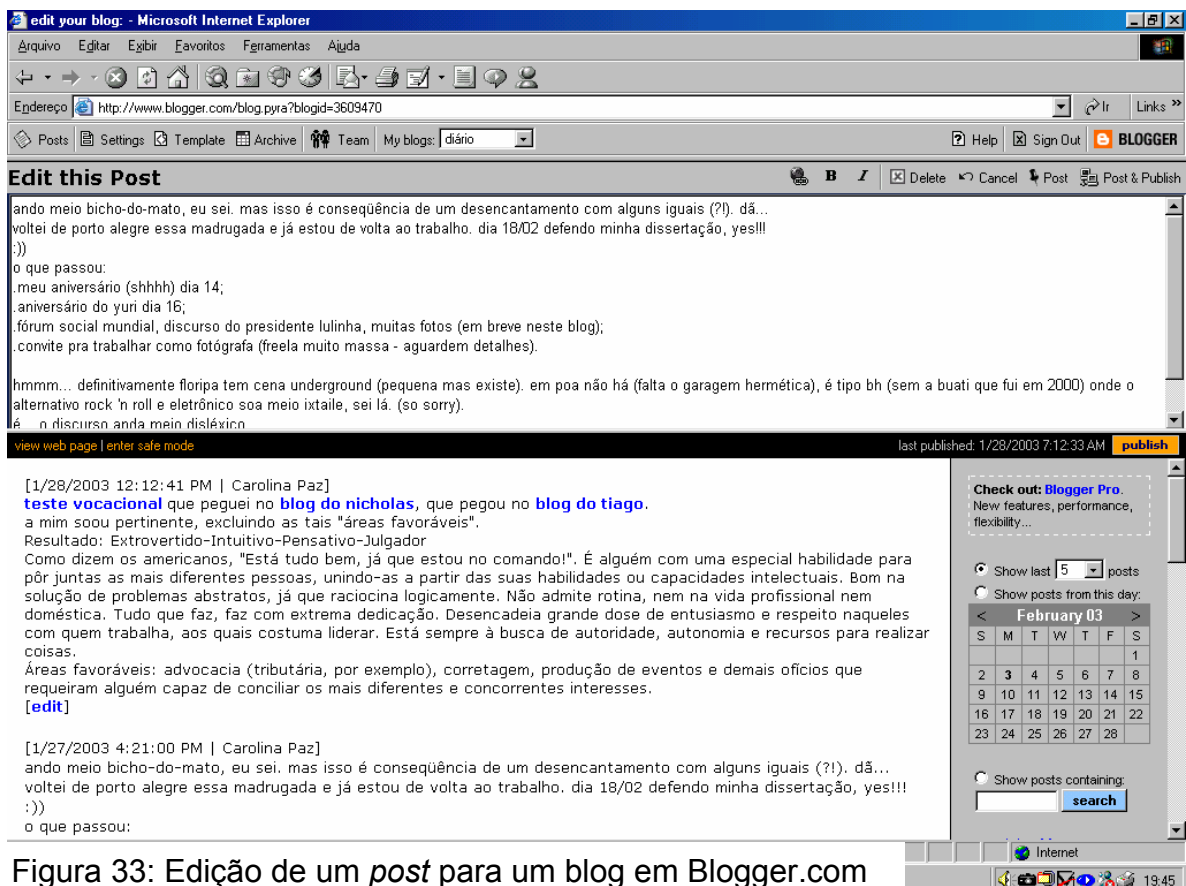 edit your blog: - Microsoft Internet Explorer
Arquivo Editar Exibir Favoritos Ferramentas Ajuda
Endereço http://www.blogger.com/blog.pyra?blogid=3609470 Ir Links »
Posts Settings Template Archive Team My blogs: diário Help Sign Out BLOGGER
Edit this Post B I Delete Cancel Post Post & Publish
ando meio bicho-do-mato, eu sei. mas isso é conseqüência de um desencantamento com alguns iguais (?!). dã...
voltei de porto alegre essa madrugada e já estou de volta ao trabalho. dia 18/02 defendo minha dissertação, yes!!!
:))
o que passou:
.meu aniversário (shhhh) dia 14;
.aniversário do yuri dia 16;
.fórum social mundial, discurso do presidente lulinha, muitas fotos (em breve neste blog);
.convite pra trabalhar como fotógrafa (freela muito massa - aguardem detalhes).
hmmm... definitivamente floripa tem cena underground (pequena mas existe). em poa não há (falta o garagem hermética), é tipo bh (sem a buati que fui em 2000) onde o
alternativo rock 'n roll e eletrônico soa meio ixtaile, sei lá. (so sorry).
é... o discurso anda meio disléxico
view web page | enter safe mode last published: 1/28/2003 7:12:33 AM publish
[1/28/2003 12:12:41 PM | Carolina Paz]
teste vocacional que peguei no blog do nicholas, que pegou no blog do tiago.
a mim soou pertinente, excluindo as tais "áreas favoráveis".
Resultado: Extrovertido-Intuitivo-Pensativo-Julgador
Como dizem os americanos, "Está tudo bem, já que estou no comando!". É alguém com uma especial habilidade para
pôr juntas as mais diferentes pessoas, unindo-as a partir das suas habilidades ou capacidades intelectuais. Bom na
solução de problemas abstratos, já que raciocina logicamente. Não admite rotina, nem na vida profissional nem
doméstica. Tudo que faz, faz com extrema dedicação. Desencadeia grande dose de entusiasmo e respeito naqueles
com quem trabalha, aos quais costuma liderar. Está sempre à busca de autoridade, autonomia e recursos para realizar
coisas.
Áreas favoráveis: advocacia (tributária, por exemplo), corretagem, produção de eventos e demais ofícios que
requeiram alguém capaz de conciliar os mais diferentes e concorrentes interesses.
[edit]
[1/27/2003 4:21:00 PM | Carolina Paz]
ando meio bicho-do-mato, eu sei. mas isso é conseqüência de um desencantamento com alguns iguais (?!). dã...
voltei de porto alegre essa madrugada e já estou de volta ao trabalho. dia 18/02 defendo minha dissertação, yes!!!
:))
o que passou:
Check out: Blogger Pro.
New features, performance,
flexibility...
Show last 5 posts
Show posts from this day:
< February 03 >
S M T W T F S
1
2 3 4 5 6 7 8
9 10 11 12 13 14 15
16 17 18 19 20 21 22
23 24 25 26 27 28
Show posts containing:
search
Internet
19:45
Figura 33: Edição de um post para um blog em Blogger.com